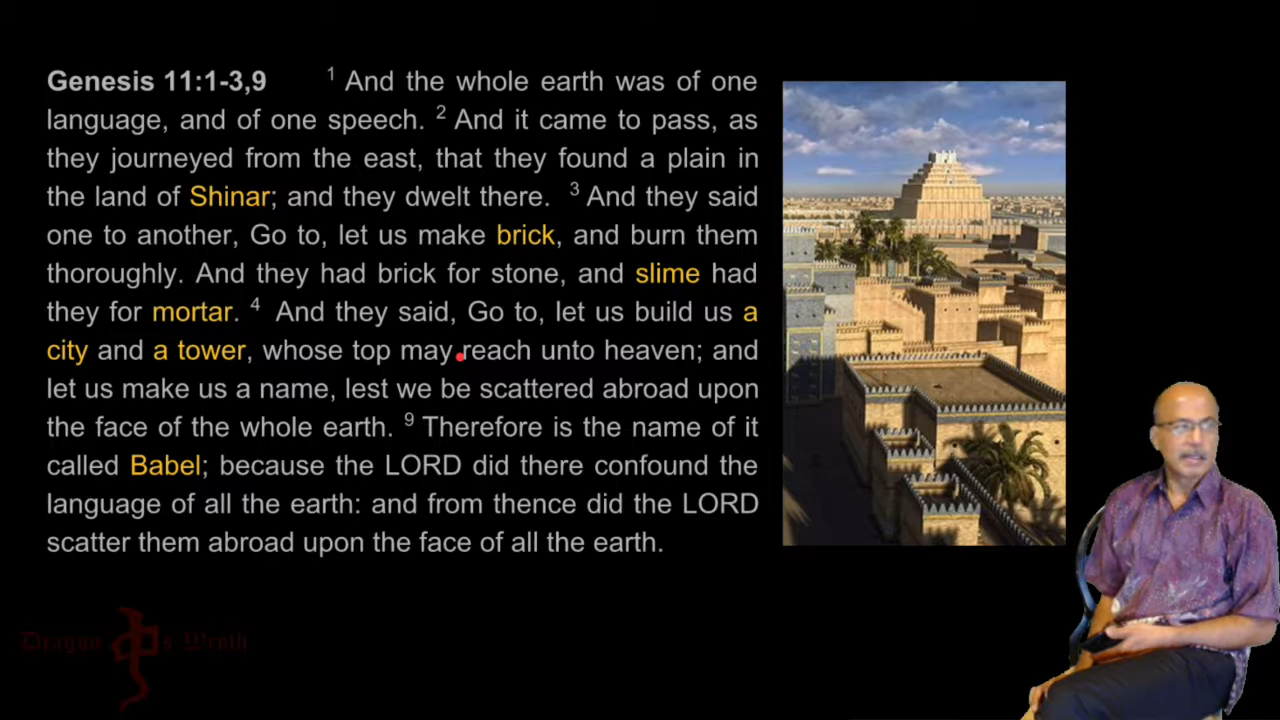 Genesis 11:1-3,9 1 And the whole earth was of one
language, and of one speech. 2 And it came to pass, as
they journeyed from the east, that they found a plain in
the land of Shinar; and they dwelt there. 3 And they said
one to another, Go to, let us make brick, and burn them
thoroughly. And they had brick for stone, and slime had
they for mortar. 4 And they said, Go to, let us build us a
city and a tower, whose top may reach unto heaven; and
let us make us a name, lest we be scattered abroad upon
the face of the whole earth. 9 Therefore is the name of it
called Babel; because the LORD did there confound the
language of all the earth: and from thence did the LORD
scatter them abroad upon the face of all the earth.
Dragon's Wrath